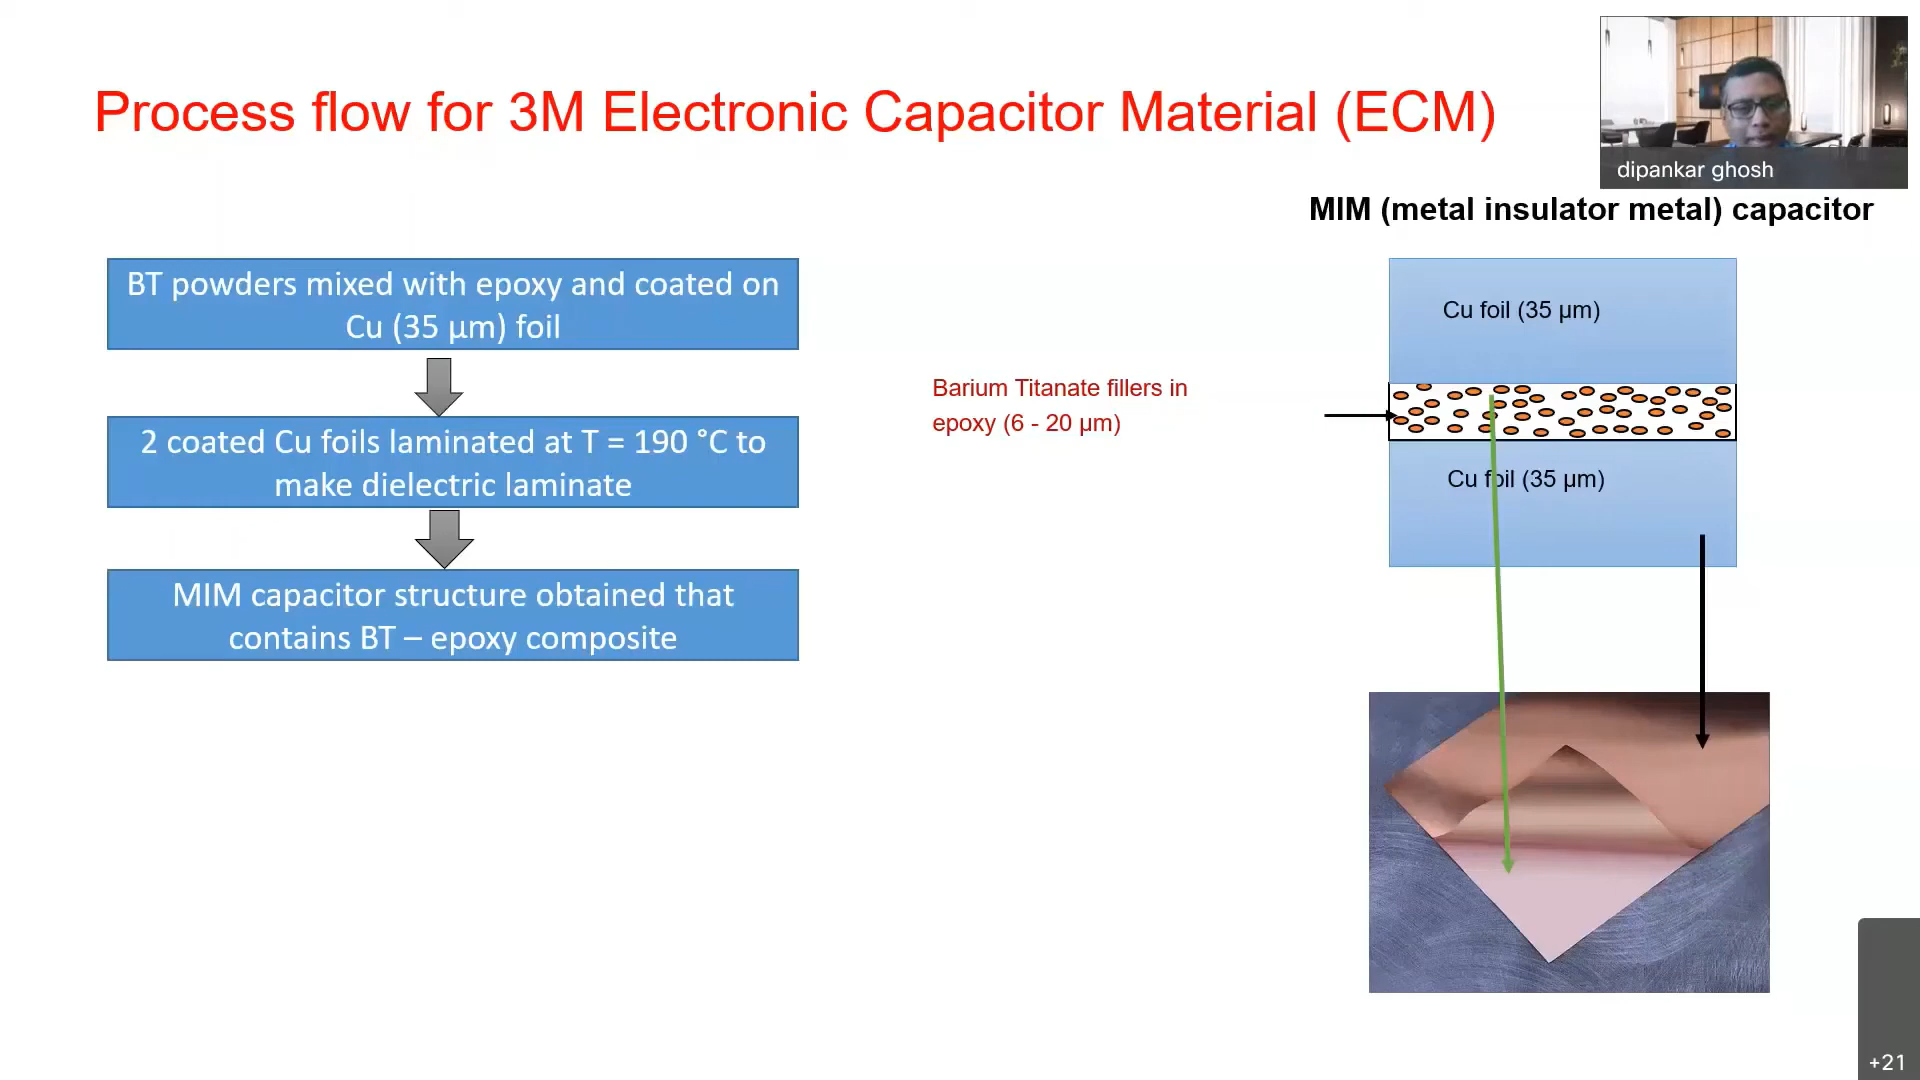 Process flow for 3M Electronic Capacitor Material (ECM)
dipankar ghosh
MIM (metal insulator metal) capacitor
BT powders mixed with epoxy and coated on
Cu (35 µm) foil
2 coated Cu foils laminated at T = 190 °C to
make dielectric laminate
MIM capacitor structure obtained that
contains BT – epoxy composite
Barium Titanate fillers in
epoxy (6 - 20 µm)
Cu foil (35 µm)
Cu foil (35 µm)
+21